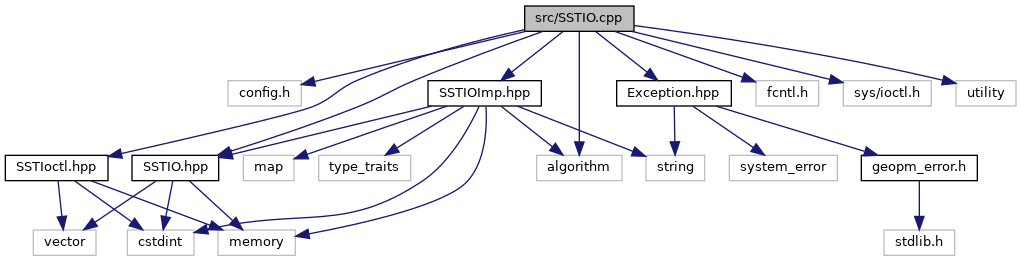 src/SSTIO.cpp
config.h
SSTIOImp.hpp
Exception.hpp
fcntl.h
sys/ioctl.h
utility
SSTIoctl.hpp
SSTIO.hpp
map
type_traits
algorithm
string
system_error
geopm_error.h
vector
cstdint
memory
stdlib.h